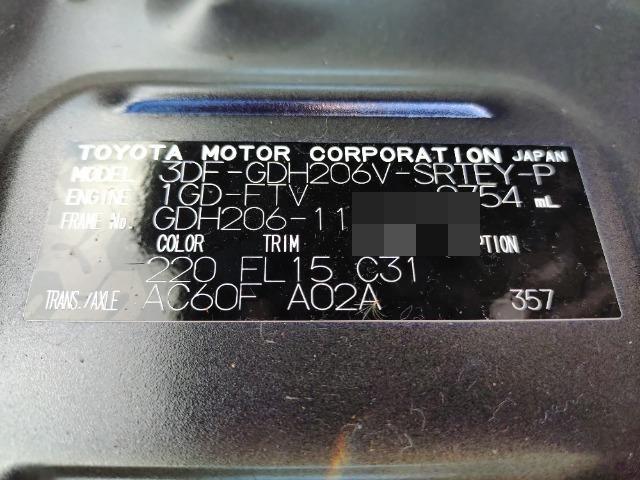 TOYOTA MOTOR CORPORATION JAPAN
MODEL 3DF-GDH206V-SRTEY-P
ENGINE 1GD-FTV 2754 mL
FRAME No. GDH206-11
COLOR TRIM
220 FL15 C31
TRANS./AXLE AC60F A02A 357